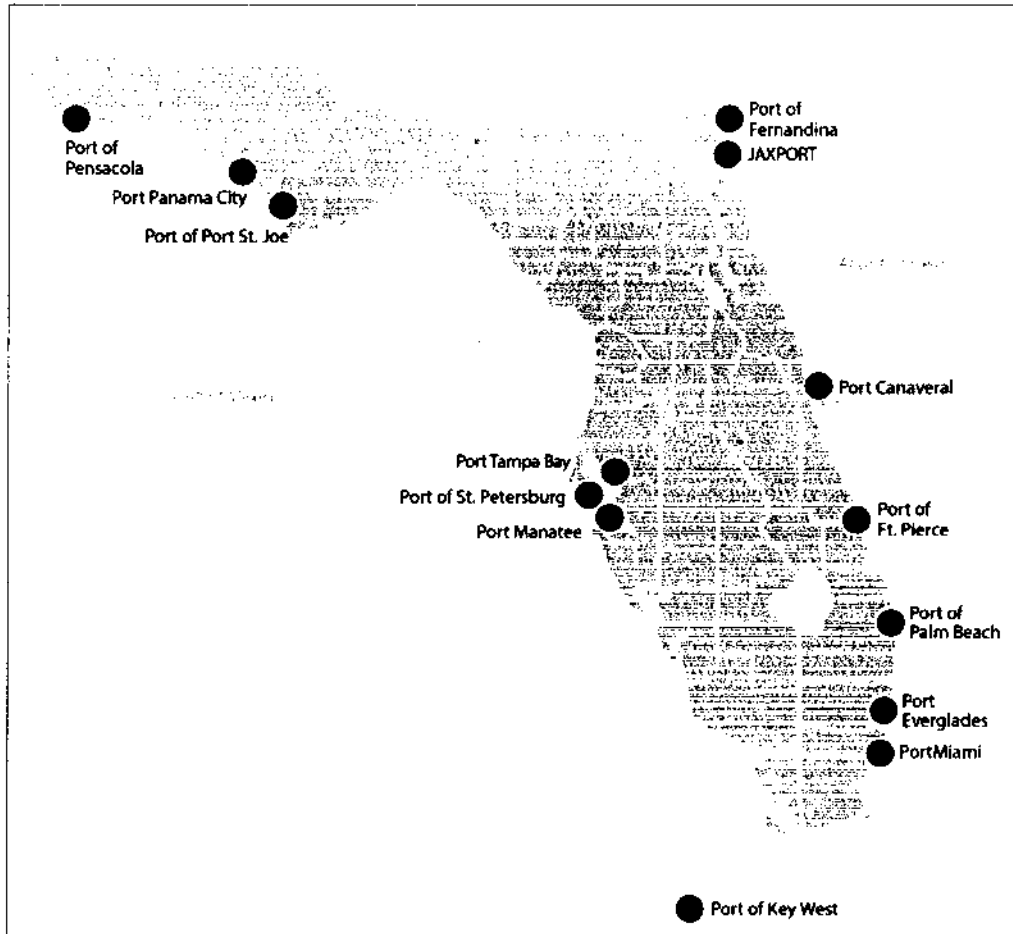 Port of
Pensacola
Port Panama City
Port of Port St. Joe
Port of
Fernandina
JAXPORT
Port Canaveral
Port Tampa Bay
Port of St. Petersburg
Port Manatee
Port of
Ft. Pierce
Port of
Palm Beach
Port
Everglades
PortMiami
Port of Key West